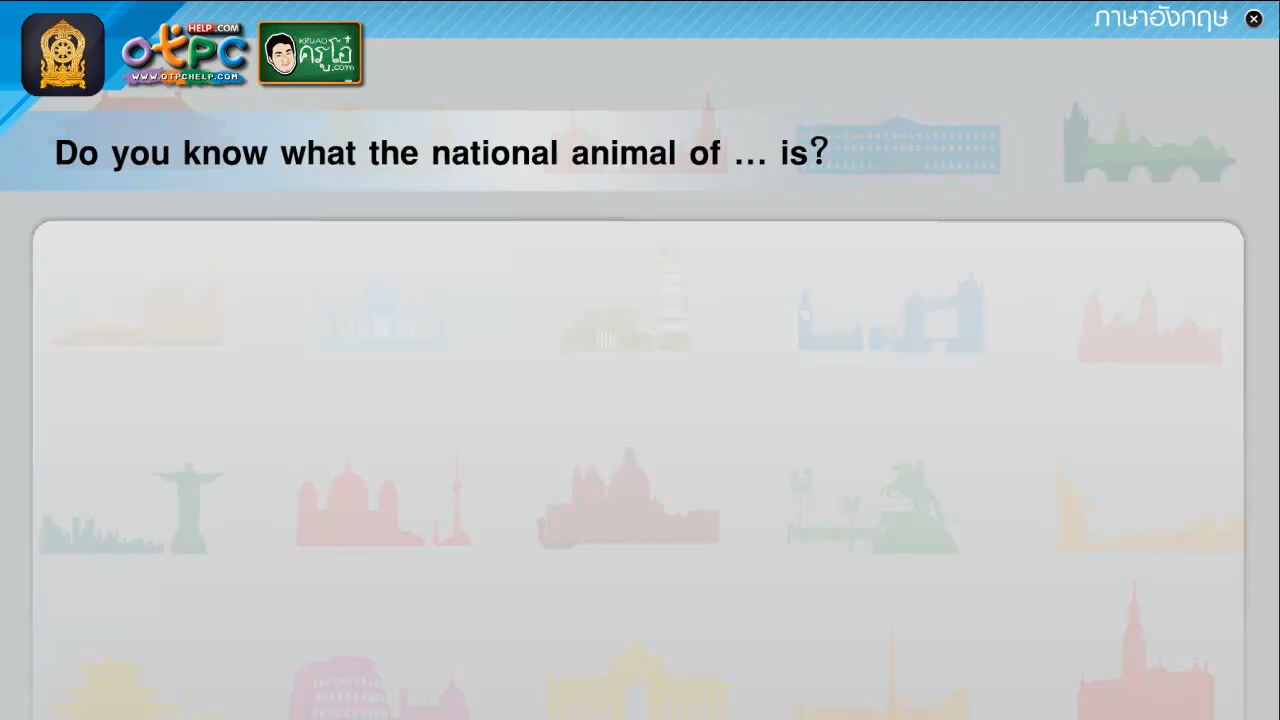 ภาษาอังกฤษ
HELP.COM
OTPC
WWW.OTPCHELP.COM
KRUAO
ครูโอ๋
.com
Do you know what the national animal of ... is?